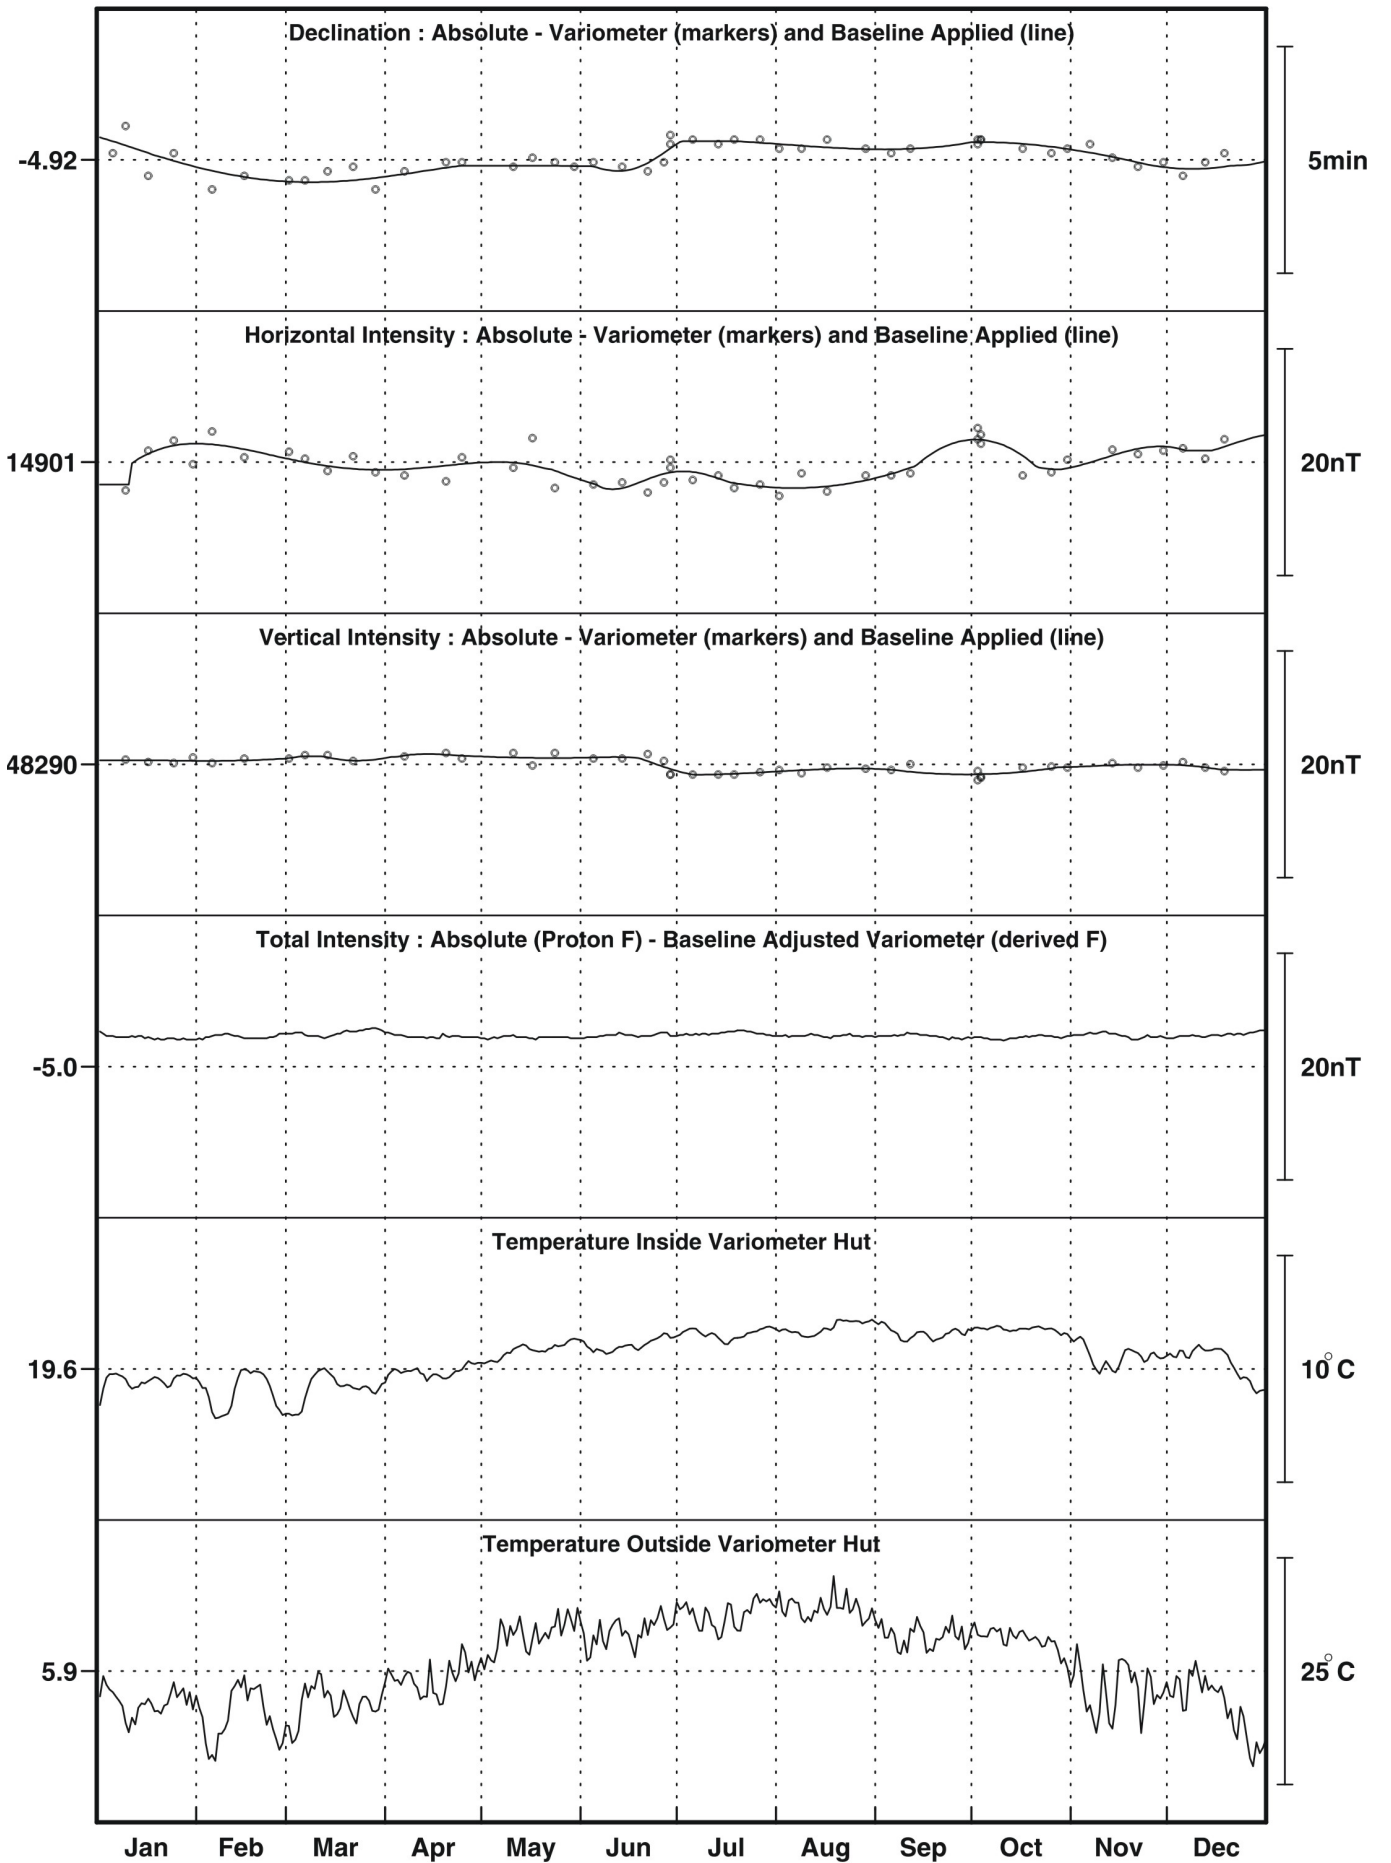 Declination : Absolute - Variometer (markers) and Baseline Applied (line)
-4.92
5min
Horizontal Intensity : Absolute - Variometer (markers) and Baseline Applied (line)
14901
20nT
Vertical Intensity : Absolute - Variometer (markers) and Baseline Applied (line)
48290
20nT
Total Intensity : Absolute (Proton F) - Baseline Adjusted Variometer (derived F)
-5.0
20nT
Temperature Inside Variometer Hut
19.6
10°C
Temperature Outside Variometer Hut
5.9
25°C
Jan Feb Mar Apr May Jun Jul Aug Sep Oct Nov Dec